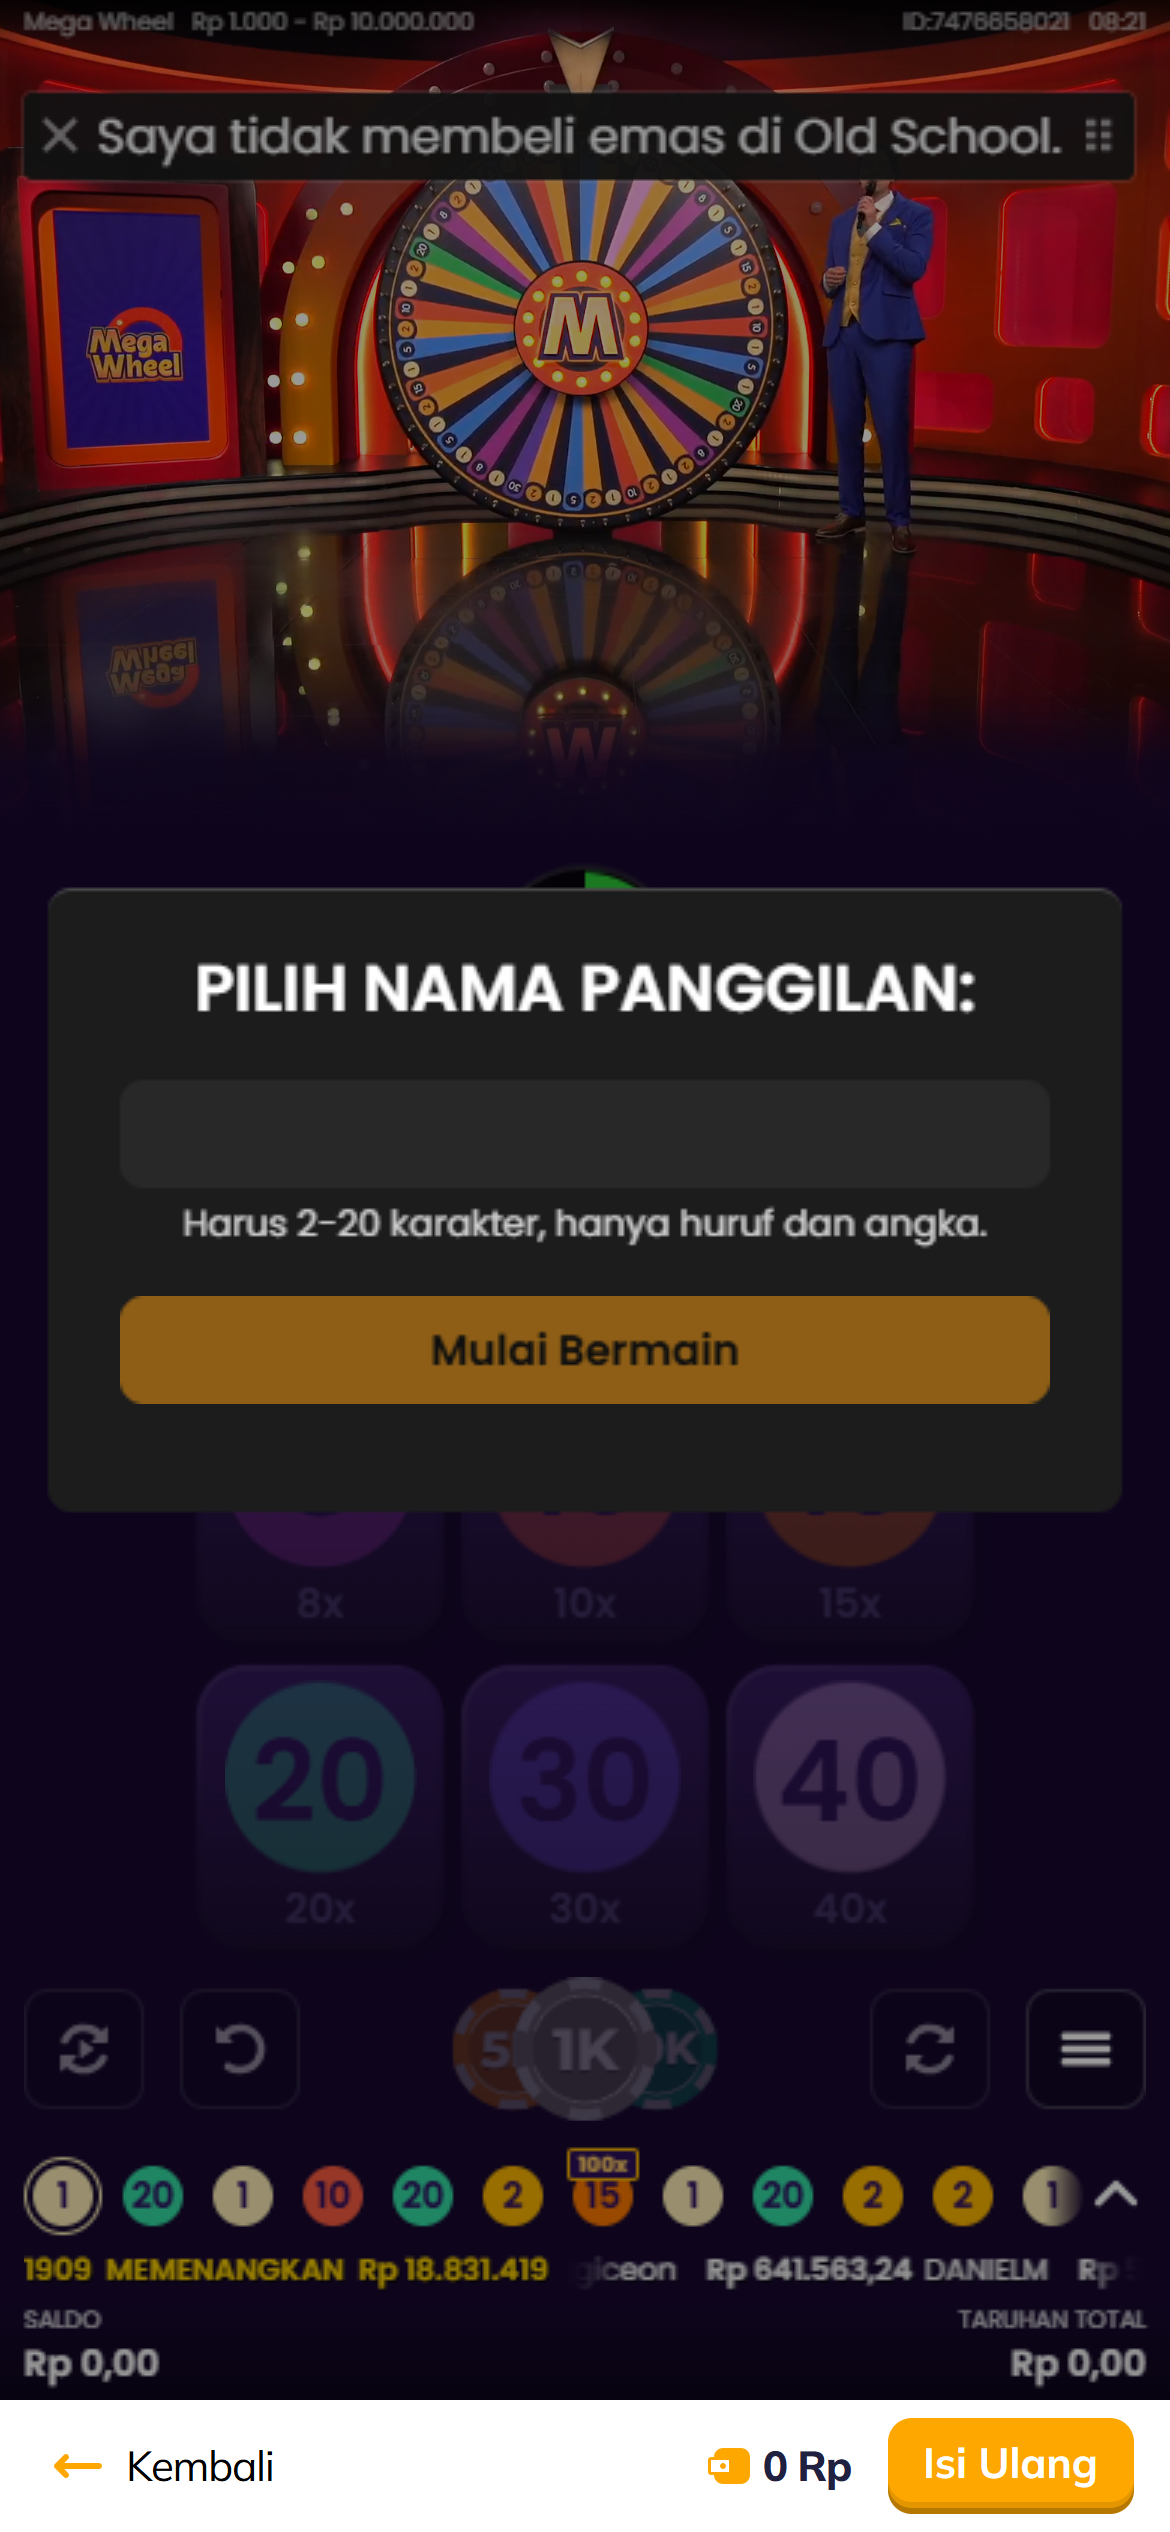 Mega Wheel Rp 1.000 - Rp 10.000.000 ID:7476658021 08:21
Saya tidak membeli emas di Old School.
Mega
Wheel
M
PILIH NAMA PANGGILAN:
Harus 2-20 karakter, hanya huruf dan angka.
Mulai Bermain
8x 10x 15x
20 30 40
20x 30x 40x
1K
100x
1 20 1 10 20 2 15 1 20 2 2 1
1909 MEMENANGKAN Rp 18.831.419 giceon Rp 641.563,24 DANIELM Rp
SALDO TARUHAN TOTAL
Rp 0,00 Rp 0,00
Kembali 0 Rp Isi Ulang